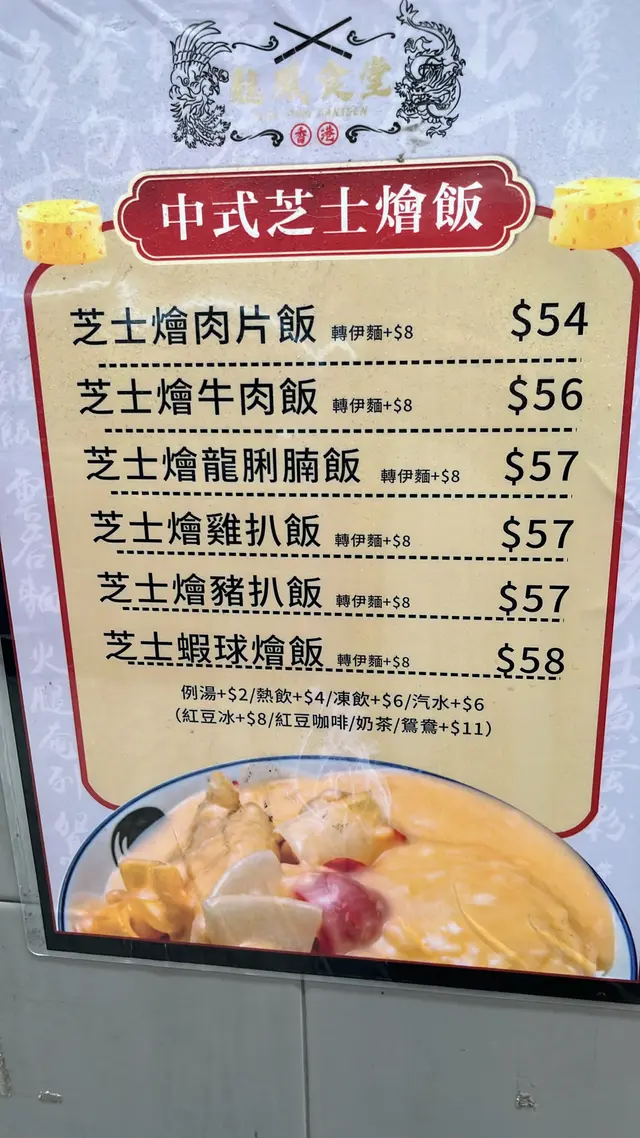 香港
中式芝士燴飯
芝士燴肉片飯 轉伊麵+$8 $54
芝士燴牛肉飯 轉伊麵+$8 $56
芝士燴龍脷腩飯 轉伊麵+$8 $57
芝士燴雞扒飯 轉伊麵+$8 $57
芝士燴豬扒飯 轉伊麵+$8 $57
芝士蝦球燴飯 轉伊麵+$8 $58
例湯+$2/熱飲+$4/凍飲+$6/汽水+$6
(紅豆冰+$8/紅豆咖啡/奶茶/鴛鴦+$11)